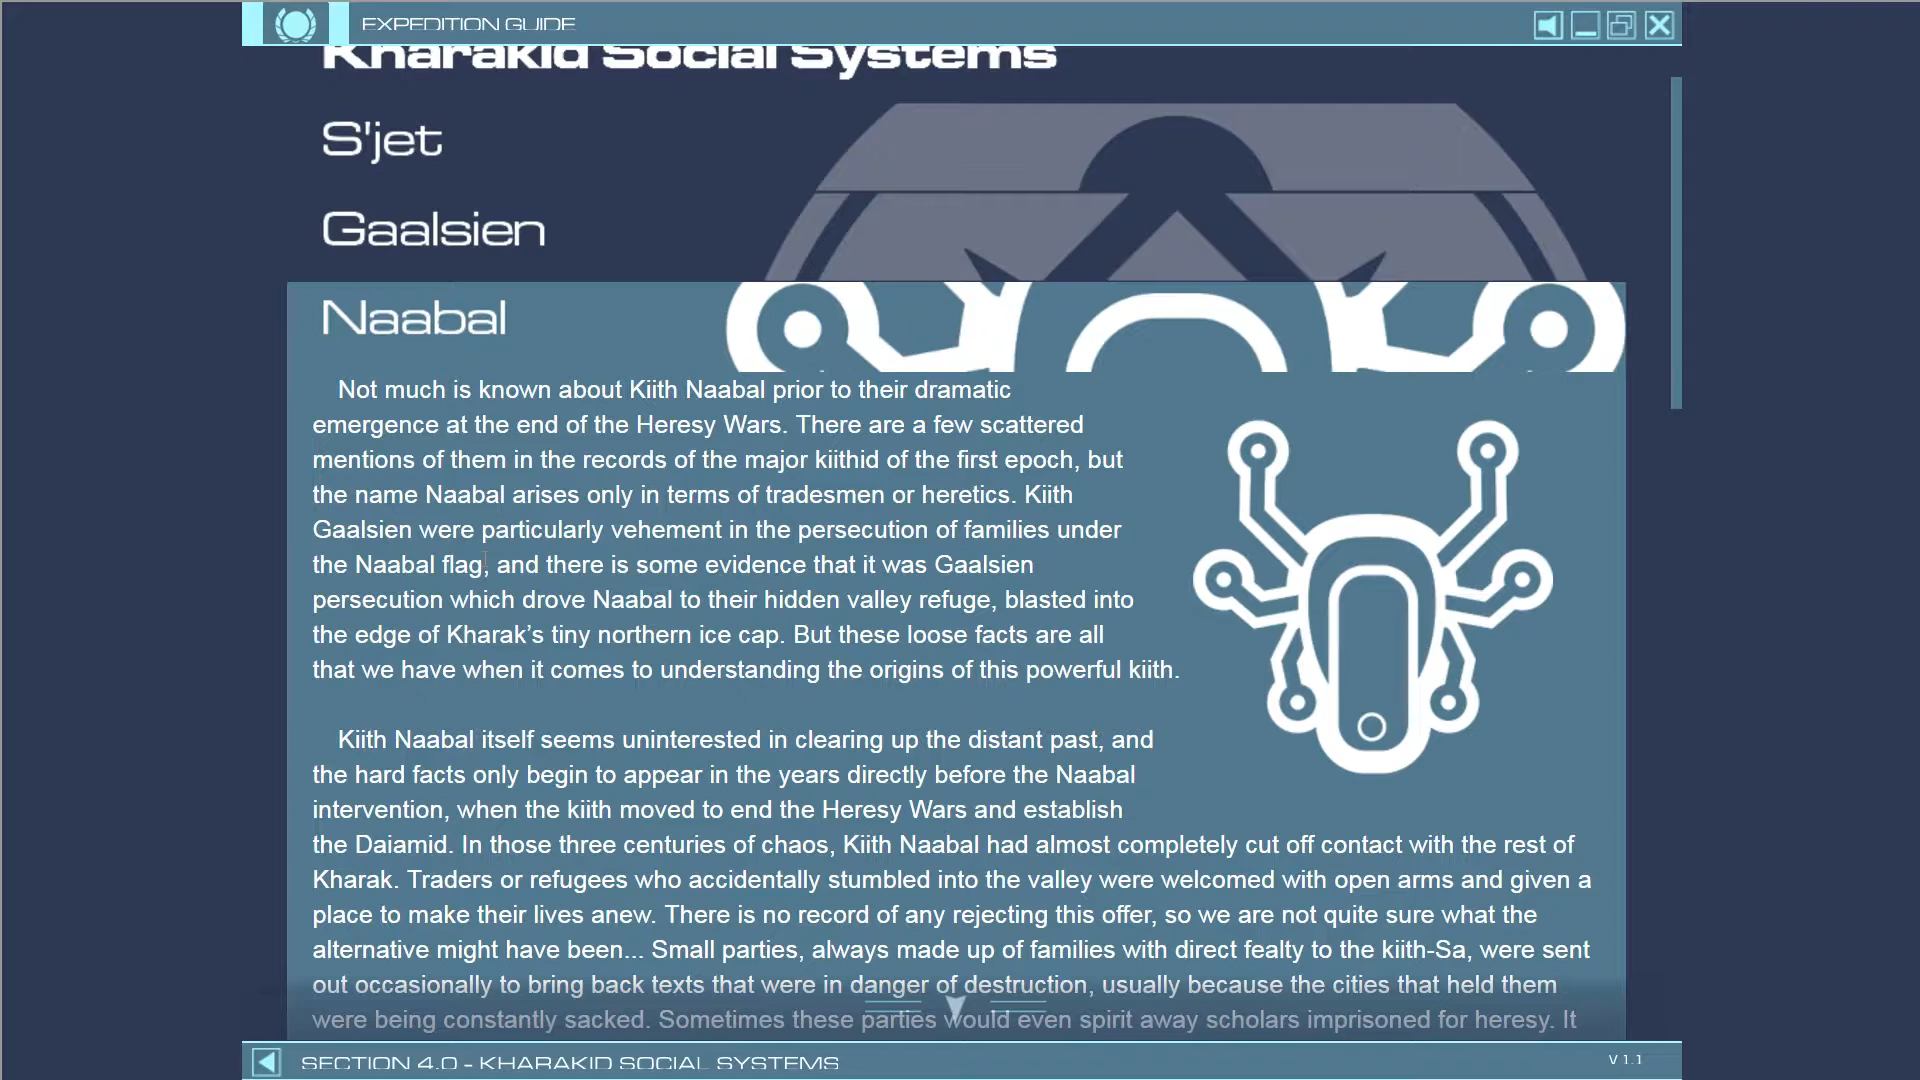 EXPEDITION GUIDE
Kharakid Social Systems
S'jet
Gaalsien
Naabal
Not much is known about Kiith Naabal prior to their dramatic
emergence at the end of the Heresy Wars. There are a few scattered
mentions of them in the records of the major kiithid of the first epoch, but
the name Naabal arises only in terms of tradesmen or heretics. Kiith
Gaalsien were particularly vehement in the persecution of families under
the Naabal flag, and there is some evidence that it was Gaalsien
persecution which drove Naabal to their hidden valley refuge, blasted into
the edge of Kharak’s tiny northern ice cap. But these loose facts are all
that we have when it comes to understanding the origins of this powerful kiith.
Kiith Naabal itself seems uninterested in clearing up the distant past, and
the hard facts only begin to appear in the years directly before the Naabal
intervention, when the kiith moved to end the Heresy Wars and establish
the Daiamid. In those three centuries of chaos, Kiith Naabal had almost completely cut off contact with the rest of
Kharak. Traders or refugees who accidentally stumbled into the valley were welcomed with open arms and given a
place to make their lives anew. There is no record of any rejecting this offer, so we are not quite sure what the
alternative might have been... Small parties, always made up of families with direct fealty to the kiith-Sa, were sent
out occasionally to bring back texts that were in danger of destruction, usually because the cities that held them
were being constantly sacked. Sometimes these parties would even spirit away scholars imprisoned for heresy. It
SECTION 4.0 - KHARAKID SOCIAL SYSTEMS
V 1.1